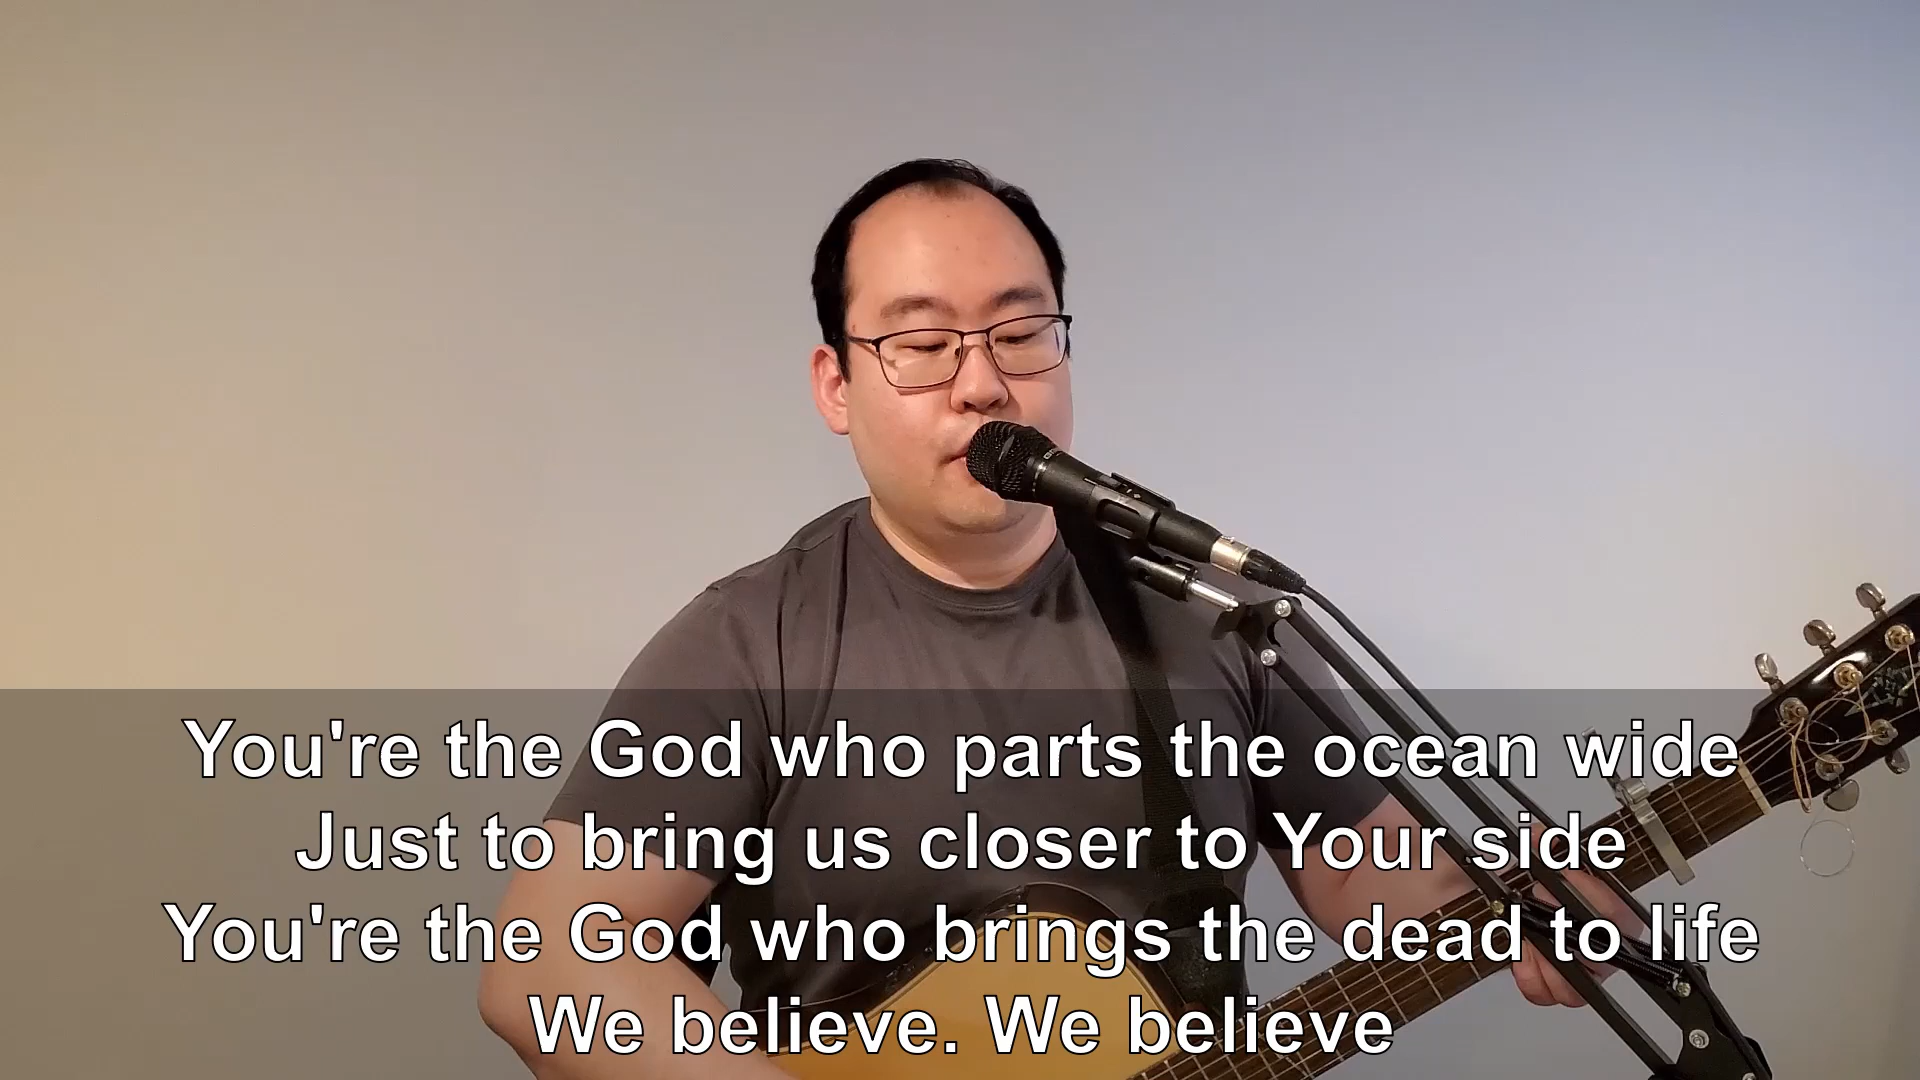 You're the God who parts the ocean wide
Just to bring us closer to Your side
You're the God who brings the dead to life
We believe. We believe